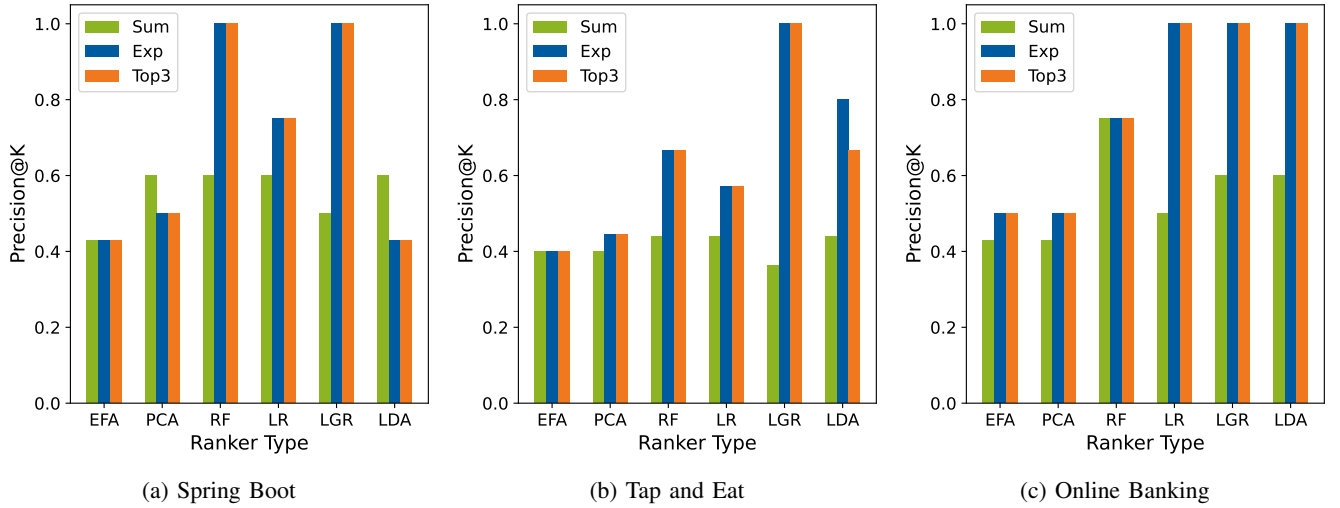 1.0
0.8
0.6
0.4
0.2
0.0
Precision@K
Sum
Exp
Top3
EFA PCA RF LR LGR LDA
Ranker Type
(a) Spring Boot
1.0
0.8
0.6
0.4
0.2
0.0
Precision@K
Sum
Exp
Top3
EFA PCA RF LR LGR LDA
Ranker Type
(b) Tap and Eat
1.0
0.8
0.6
0.4
0.2
0.0
Precision@K
Sum
Exp
Top3
EFA PCA RF LR LGR LDA
Ranker Type
(c) Online Banking